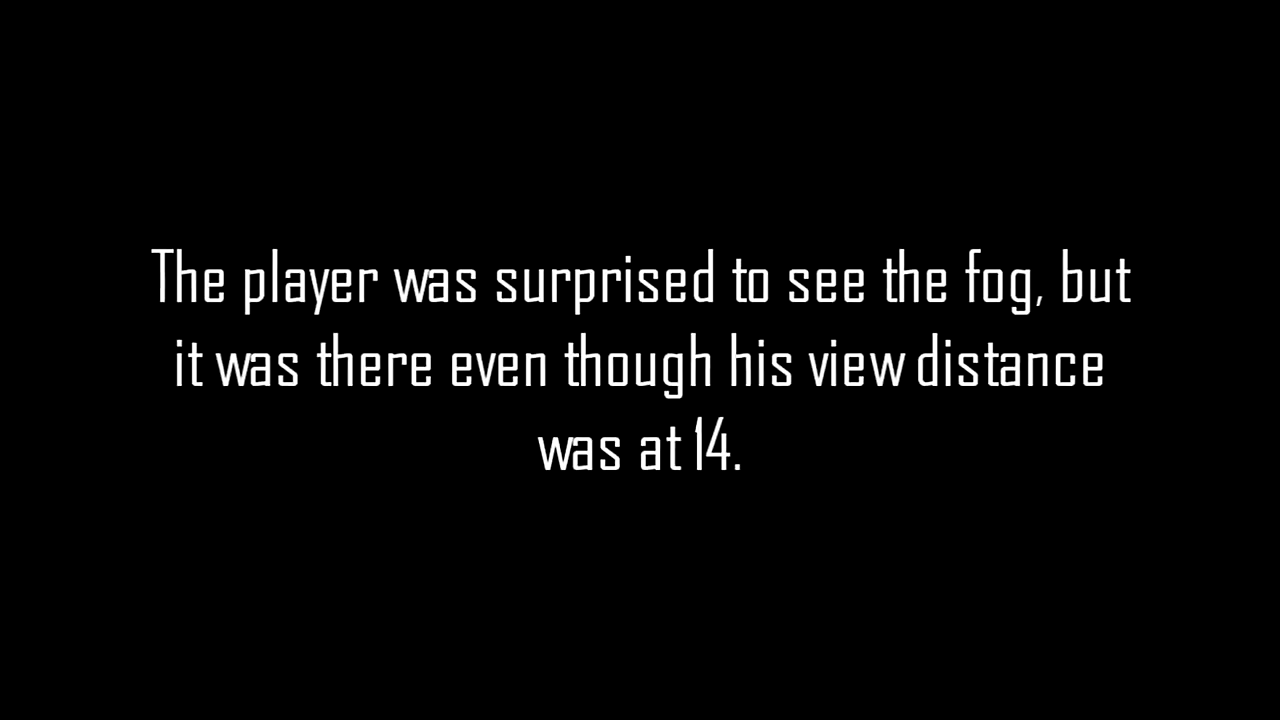 The player was surprised to see the fog, but
it was there even though his view distance
was at 14.